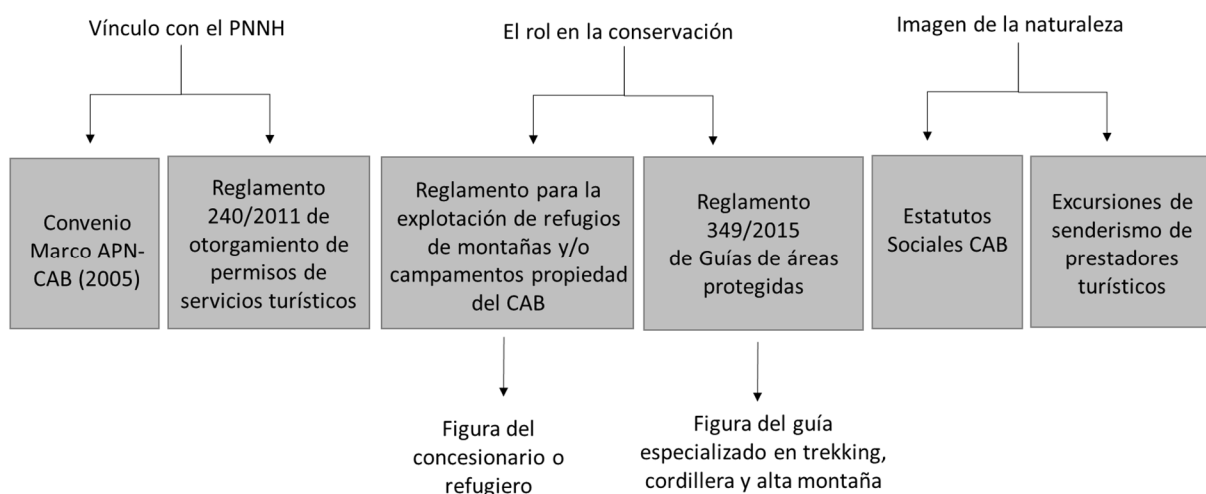 Vínculo con el PNNH
El rol en la conservación
Imagen de la naturaleza
Convenio
Marco APN-
CAB (2005)
Reglamento
240/2011 de
otorgamiento de
permisos de
servicios turísticos
Reglamento para la
explotación de refugios
de montañas y/o
campamentos propiedad
del CAB
Reglamento
349/2015
de Guías de áreas
protegidas
Estatutos
Sociales CAB
Excursiones de
senderismo de
prestadores
turísticos
Figura del
concesionario o
refugiero
Figura del guía
especializado en trekking,
cordillera y alta montaña